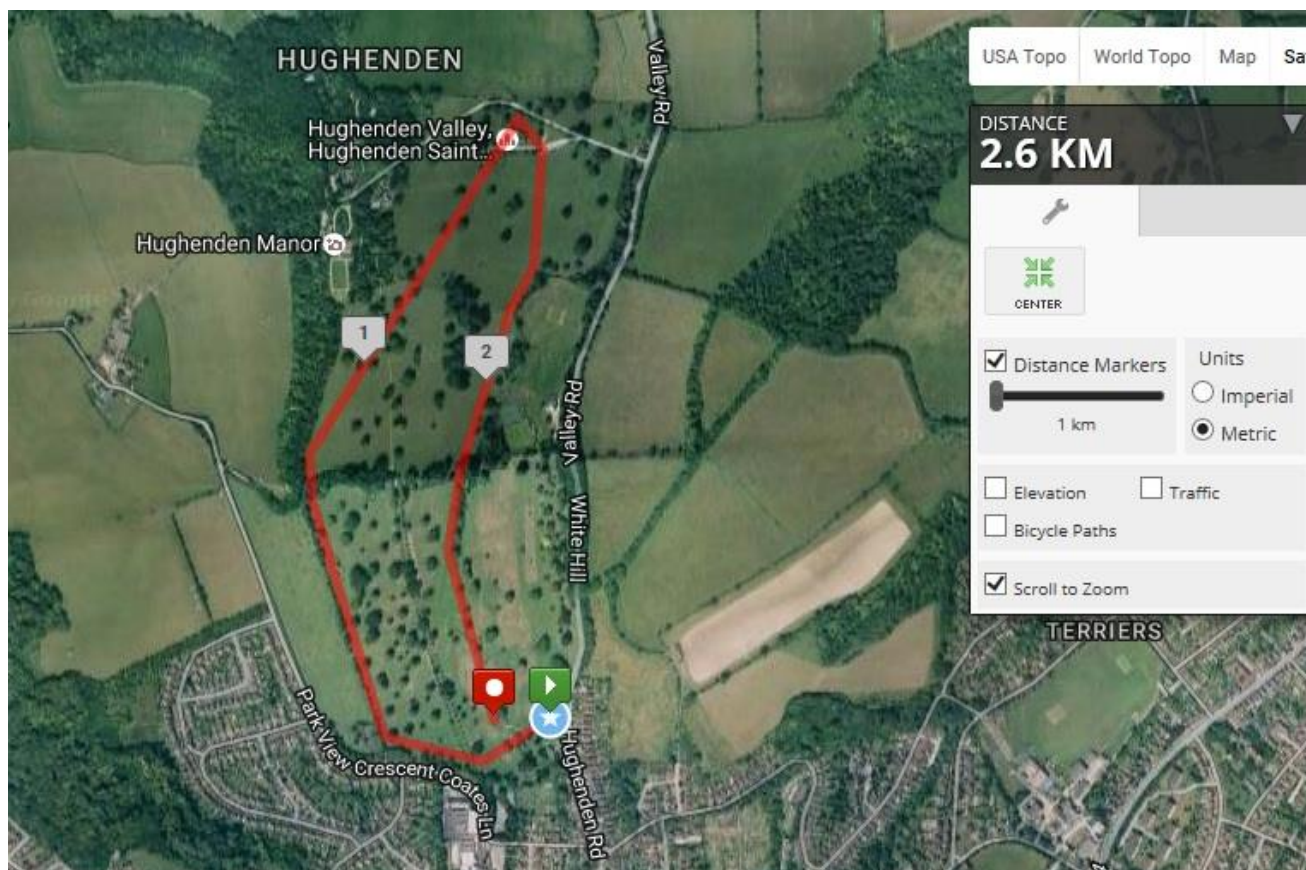 HUGHENDEN
Valley Rd
Hughenden Valley,
Hughenden Saint...
Hughenden Manor
1
2
Valley Rd
White Hill
Park View Crescent
Coates Ln
Hughenden Rd
TERRIERS
USA Topo
World Topo
Map
Sa
DISTANCE
2.6 KM
CENTER
Distance Markers
1 km
Units
Imperial
Metric
Elevation
Traffic
Bicycle Paths
Scroll to Zoom